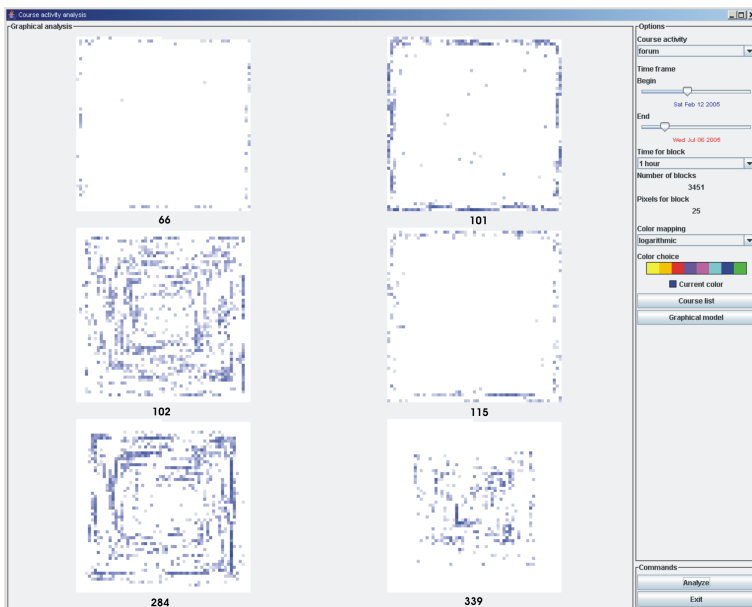 Course activity analysis
Graphical analysis
66
101
102
115
284
339
Options
Course activity
forum
Time frame
Begin
Sat Feb 12 2005
End
Wed Jul 06 2005
Time for block
1 hour
Number of blocks
3451
Pixels for block
25
Color mapping
logarithmic
Color choice
Current color
Course list
Graphical model
Commands
Analyze
Exit